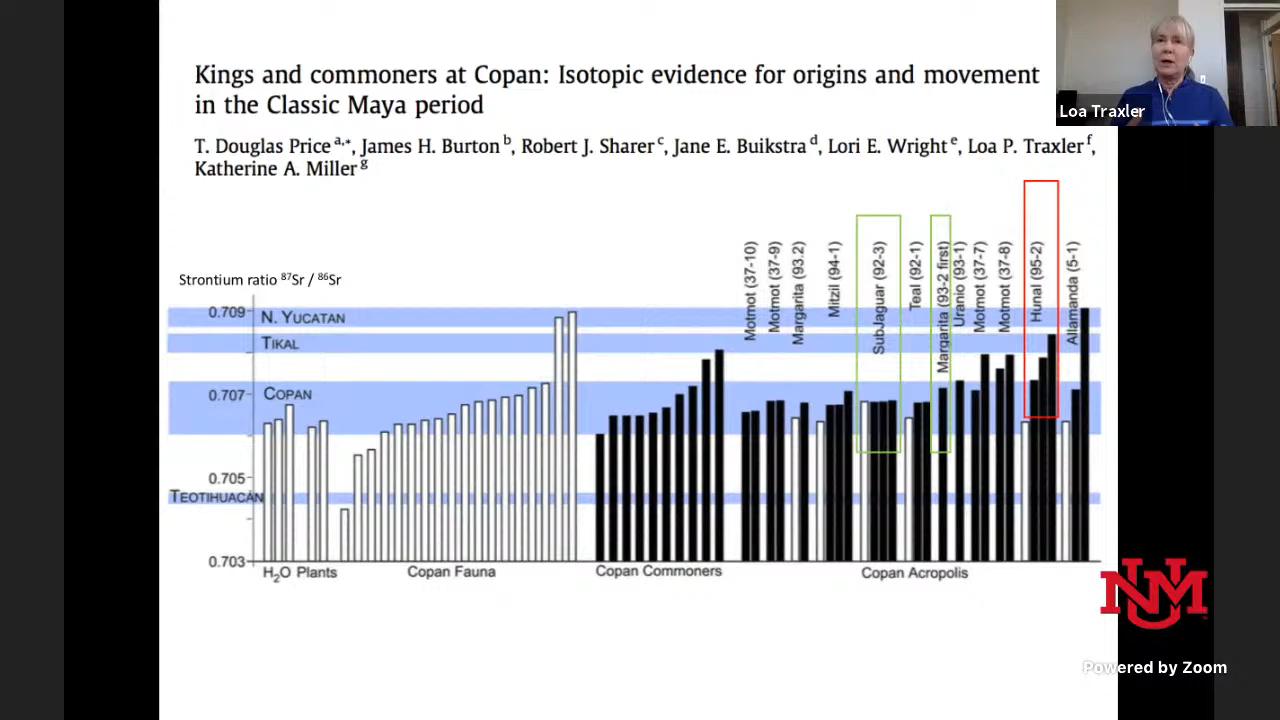 Kings and commoners at Copan: Isotopic evidence for origins and movement
in the Classic Maya period
T. Douglas Price a,*, James H. Burton b, Robert J. Sharer c, Jane E. Buikstra d, Lori E. Wright e, Loa P. Traxler f,
Katherine A. Miller g
Loa Traxler
Strontium ratio 87Sr / 86Sr
0.709
N. YUCATAN
TIKAL
0.707
COPAN
0.705
TEOTIHUACÁN
0.703
Motmot (37-10)
Motmot (37-9)
Margarita (93.2)
Mitzil (94-1)
SubJaguar (92-3)
Teal (92-1)
Margarita (93-2 first)
Uranio (93-1)
Motmot (37-7)
Motmot (37-8)
Hunal (95-2)
Allamanda (5-1)
H2O Plants
Copan Fauna
Copan Commoners
Copan Acropolis
UNM
Powered by Zoom